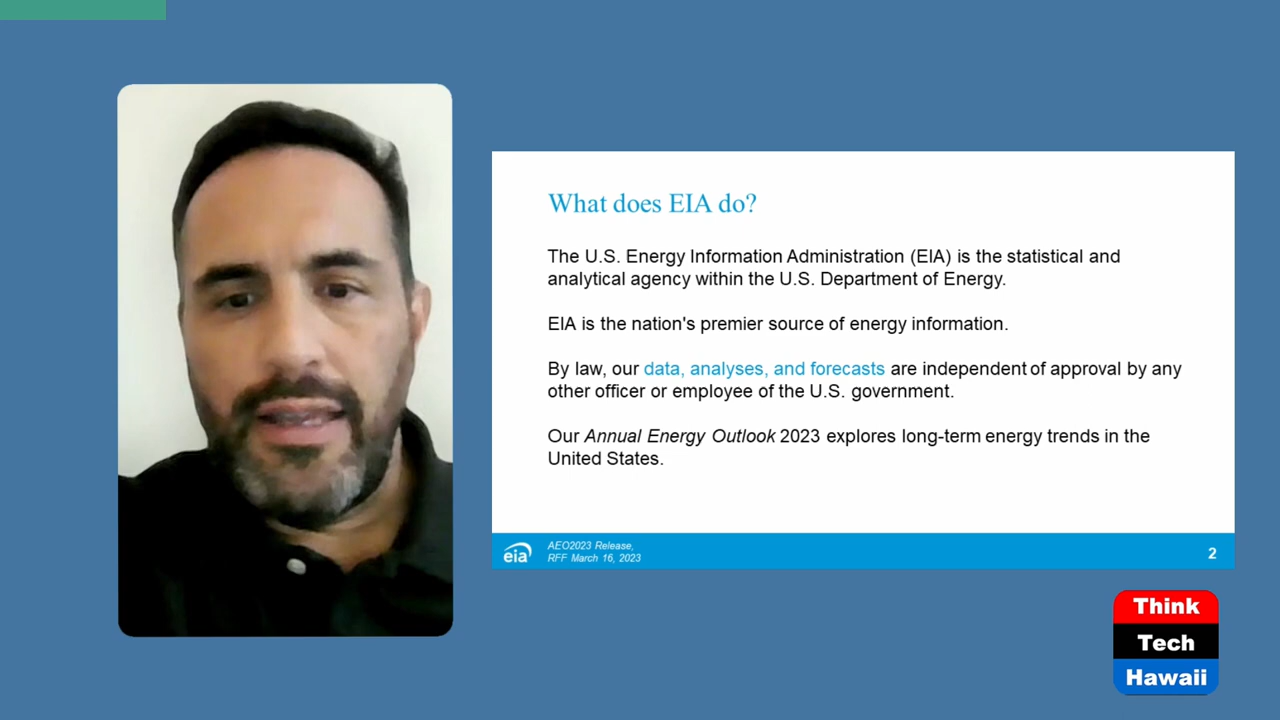 What does EIA do?
The U.S. Energy Information Administration (EIA) is the statistical and
analytical agency within the U.S. Department of Energy.
EIA is the nation's premier source of energy information.
By law, our data, analyses, and forecasts are independent of approval by any
other officer or employee of the U.S. government.
Our Annual Energy Outlook 2023 explores long-term energy trends in the
United States.
eia
AEO2023 Release,
RFF March 16, 2023
2
Think
Tech
Hawaii